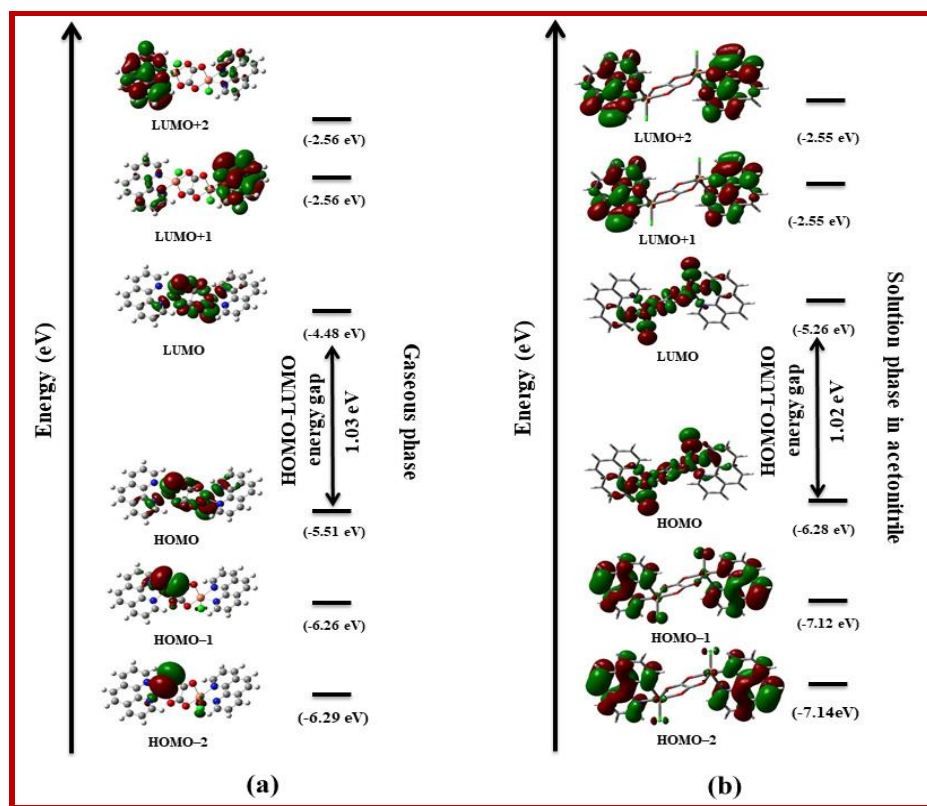 LUMO+2
(-2.56 eV)
LUMO+1
(-2.56 eV)
LUMO
(-4.48 eV)
Energy (eV)
HOMO-LUMO
energy gap
1.03 eV
Gaseous phase
HOMO
(-5.51 eV)
HOMO–1
(-6.26 eV)
HOMO–2
(-6.29 eV)
(a)
LUMO+2
(-2.55 eV)
LUMO+1
(-2.55 eV)
LUMO
(-5.26 eV)
Energy (eV)
HOMO-LUMO
energy gap
1.02 eV
Solution phase in acetonitrile
HOMO
(-6.28 eV)
HOMO–1
(-7.12 eV)
HOMO–2
(-7.14eV)
(b)